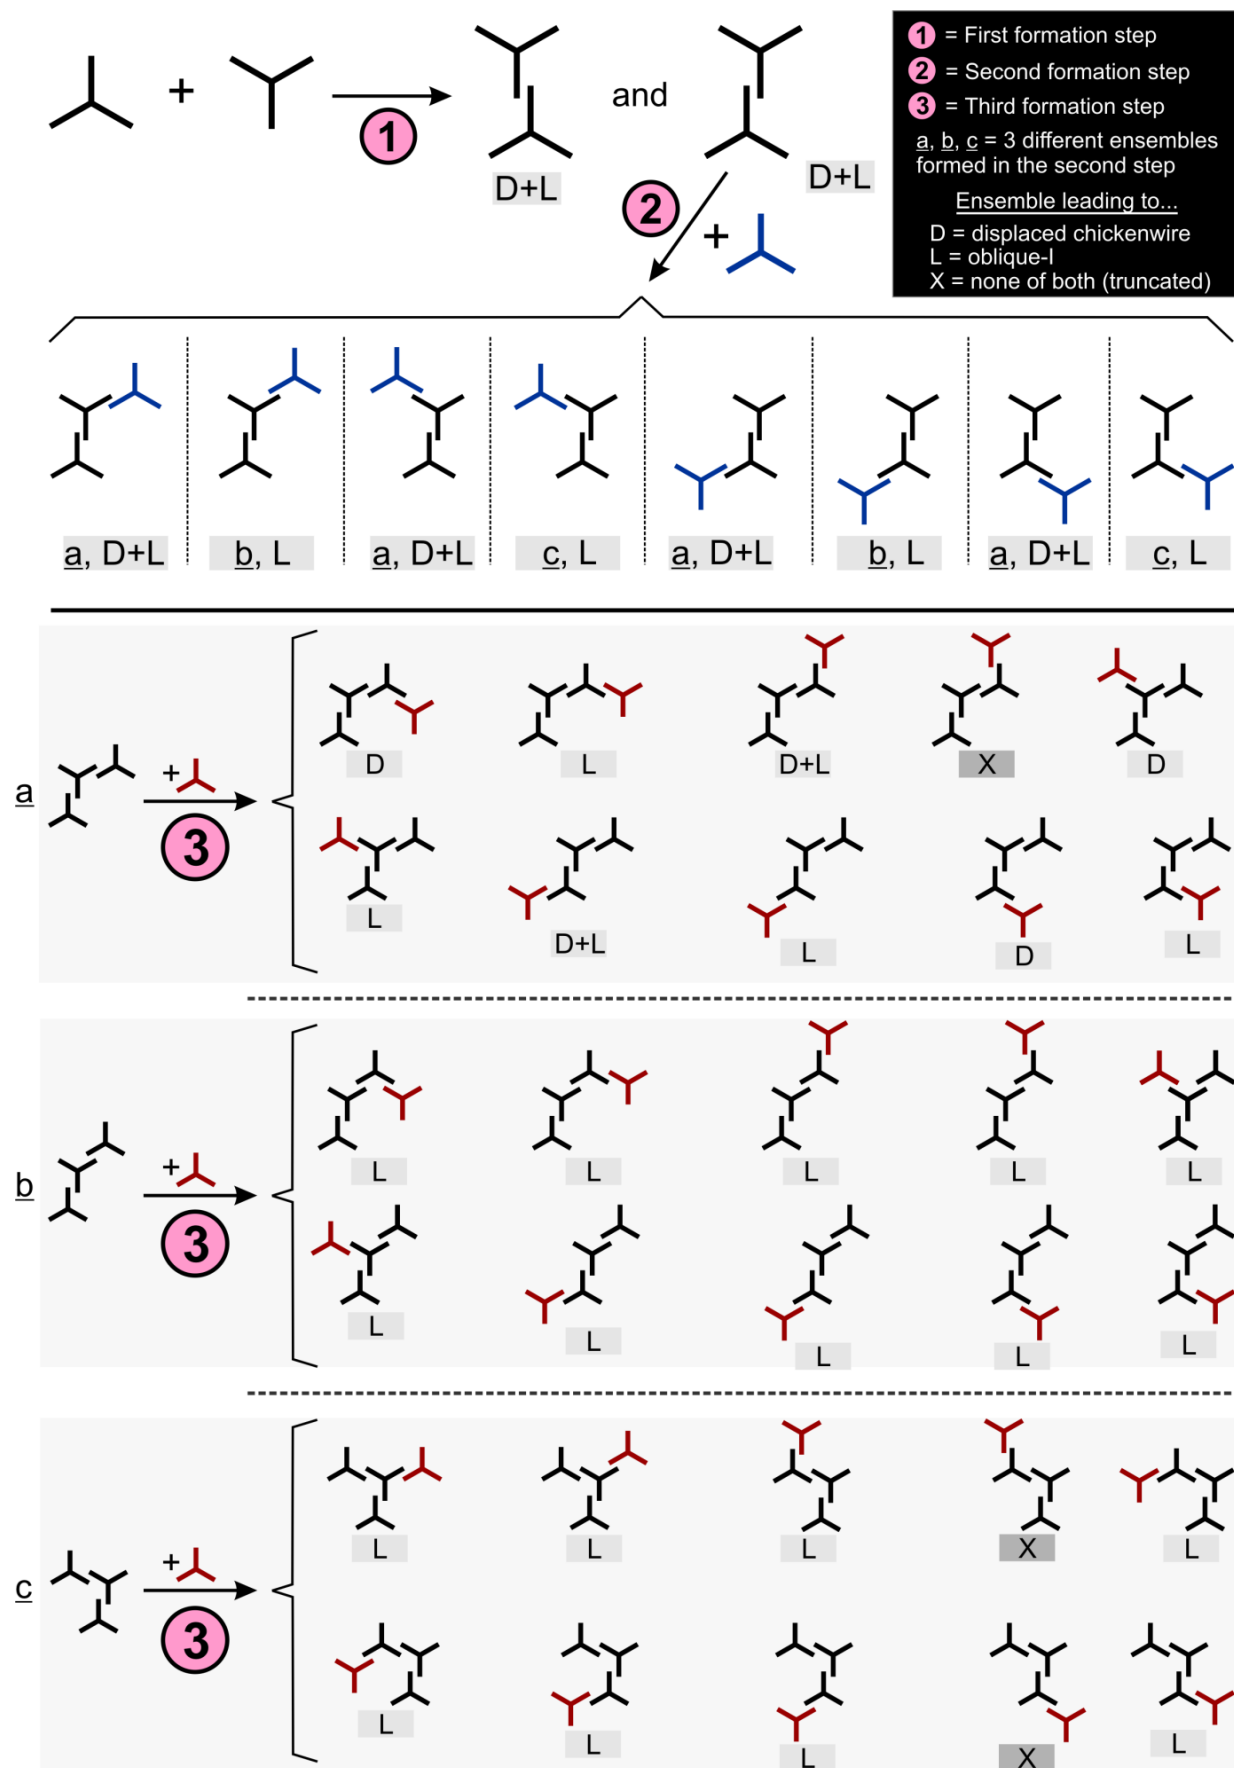 1 = First formation step
2 = Second formation step
3 = Third formation step
a, b, c = 3 different ensembles
formed in the second step
Ensemble leading to...
D = displaced chickenwire
L = oblique-I
X = none of both (truncated)
+ 1 and
D+L D+L
2 +
a, D+L b, L a, D+L c, L a, D+L b, L a, D+L c, L
a + 3
D L D+L X D
L D+L L D L
b + 3
L L L L L
L L L L L
c + 3
L L L X L
L L L X L